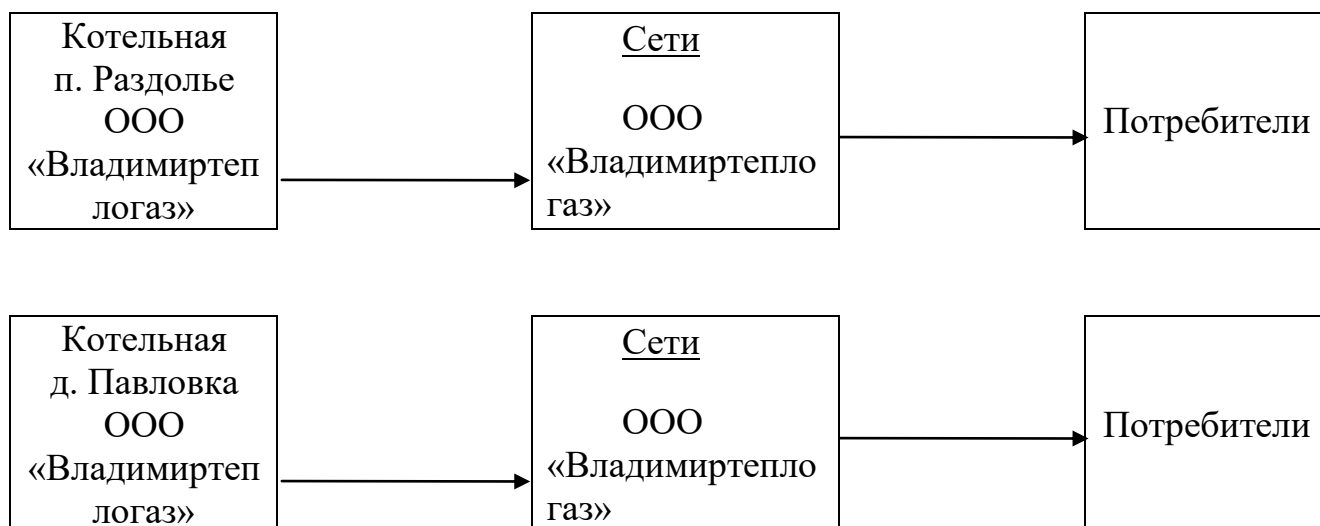 Котельная
п. Раздолье
ООО
«Владимиртеп
логаз»
Сети
ООО
«Владимиртепло
газ»
Потребители
Котельная
д. Павловка
ООО
«Владимиртеп
логаз»
Сети
ООО
«Владимиртепло
газ»
Потребители